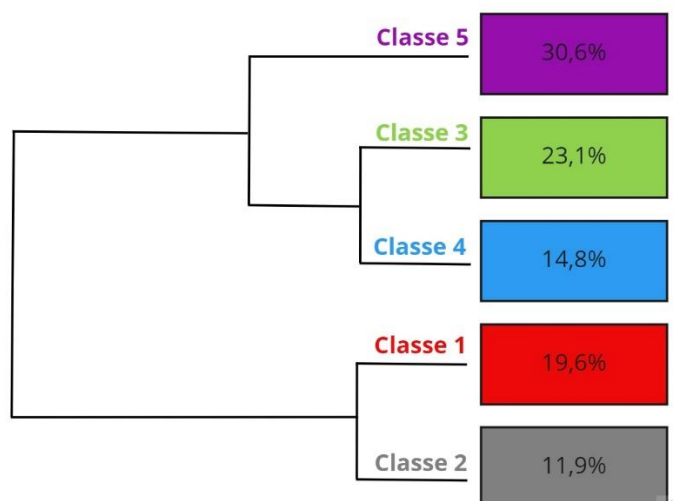 Classe 5
30,6%
Classe 3
23,1%
Classe 4
14,8%
Classe 1
19,6%
Classe 2
11,9%